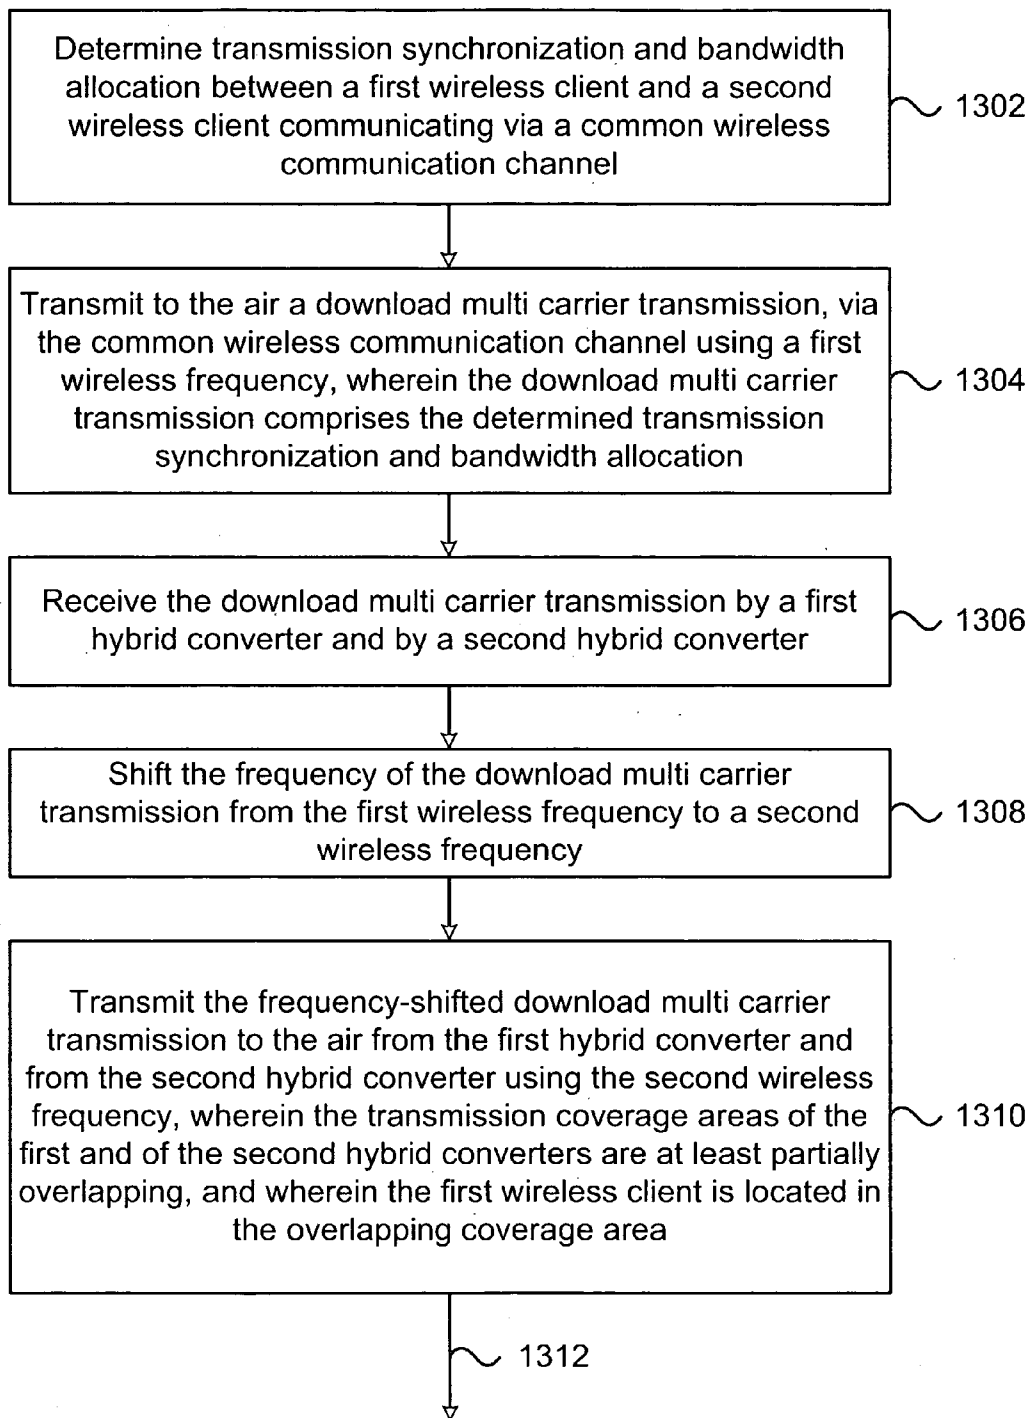 Determine transmission synchronization and bandwidth
allocation between a first wireless client and a second
wireless client communicating via a common wireless
communication channel
1302
Transmit to the air a download multi carrier transmission, via
the common wireless communication channel using a first
wireless frequency, wherein the download multi carrier
transmission comprises the determined transmission
synchronization and bandwidth allocation
1304
Receive the download multi carrier transmission by a first
hybrid converter and by a second hybrid converter
1306
Shift the frequency of the download multi carrier
transmission from the first wireless frequency to a second
wireless frequency
1308
Transmit the frequency-shifted download multi carrier
transmission to the air from the first hybrid converter and
from the second hybrid converter using the second wireless
frequency, wherein the transmission coverage areas of the
first and of the second hybrid converters are at least partially
overlapping, and wherein the first wireless client is located in
the overlapping coverage area
1310
1312